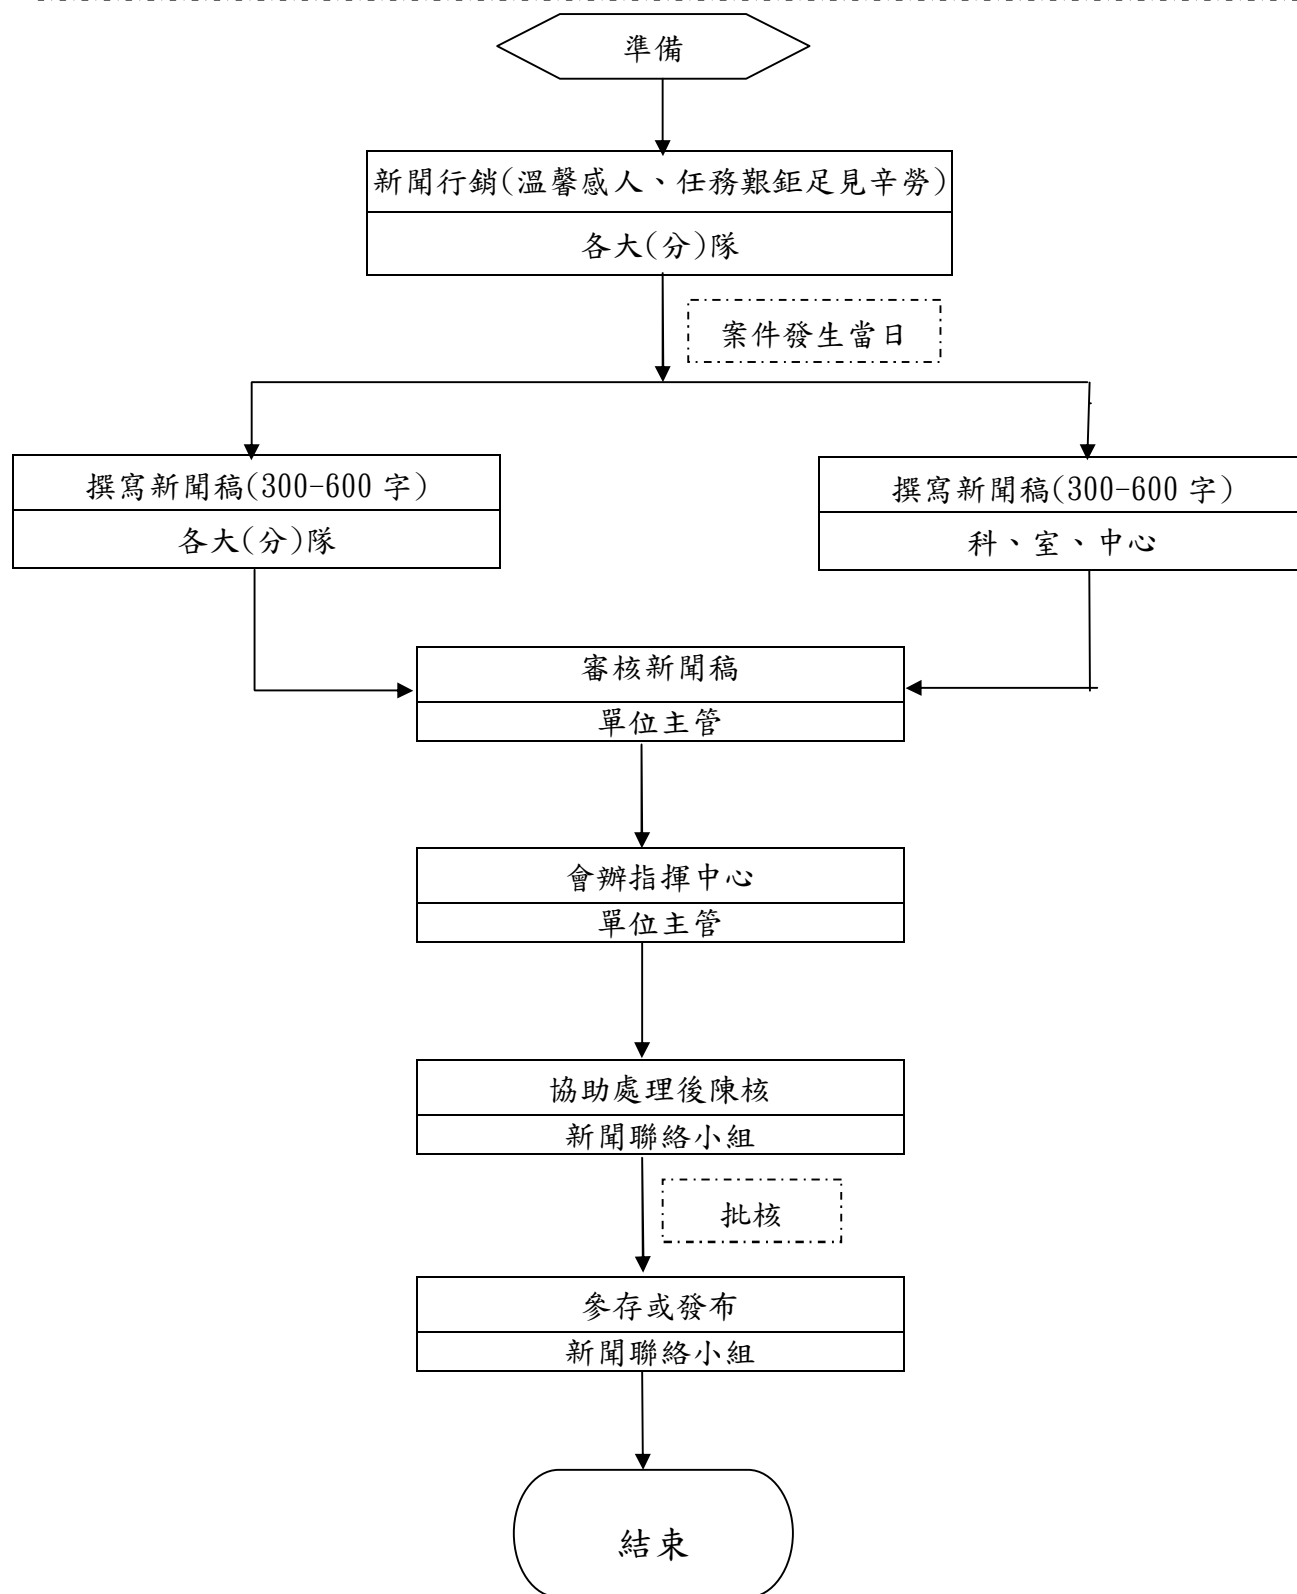 準備
新聞行銷(溫馨感人、任務艱鉅足見辛勞)
各大(分)隊
案件發生當日
撰寫新聞稿(300-600 字)
各大(分)隊
撰寫新聞稿(300-600 字)
科、室、中心
審核新聞稿
單位主管
會辦指揮中心
單位主管
協助處理後陳核
新聞聯絡小組
批核
參存或發布
新聞聯絡小組
結束